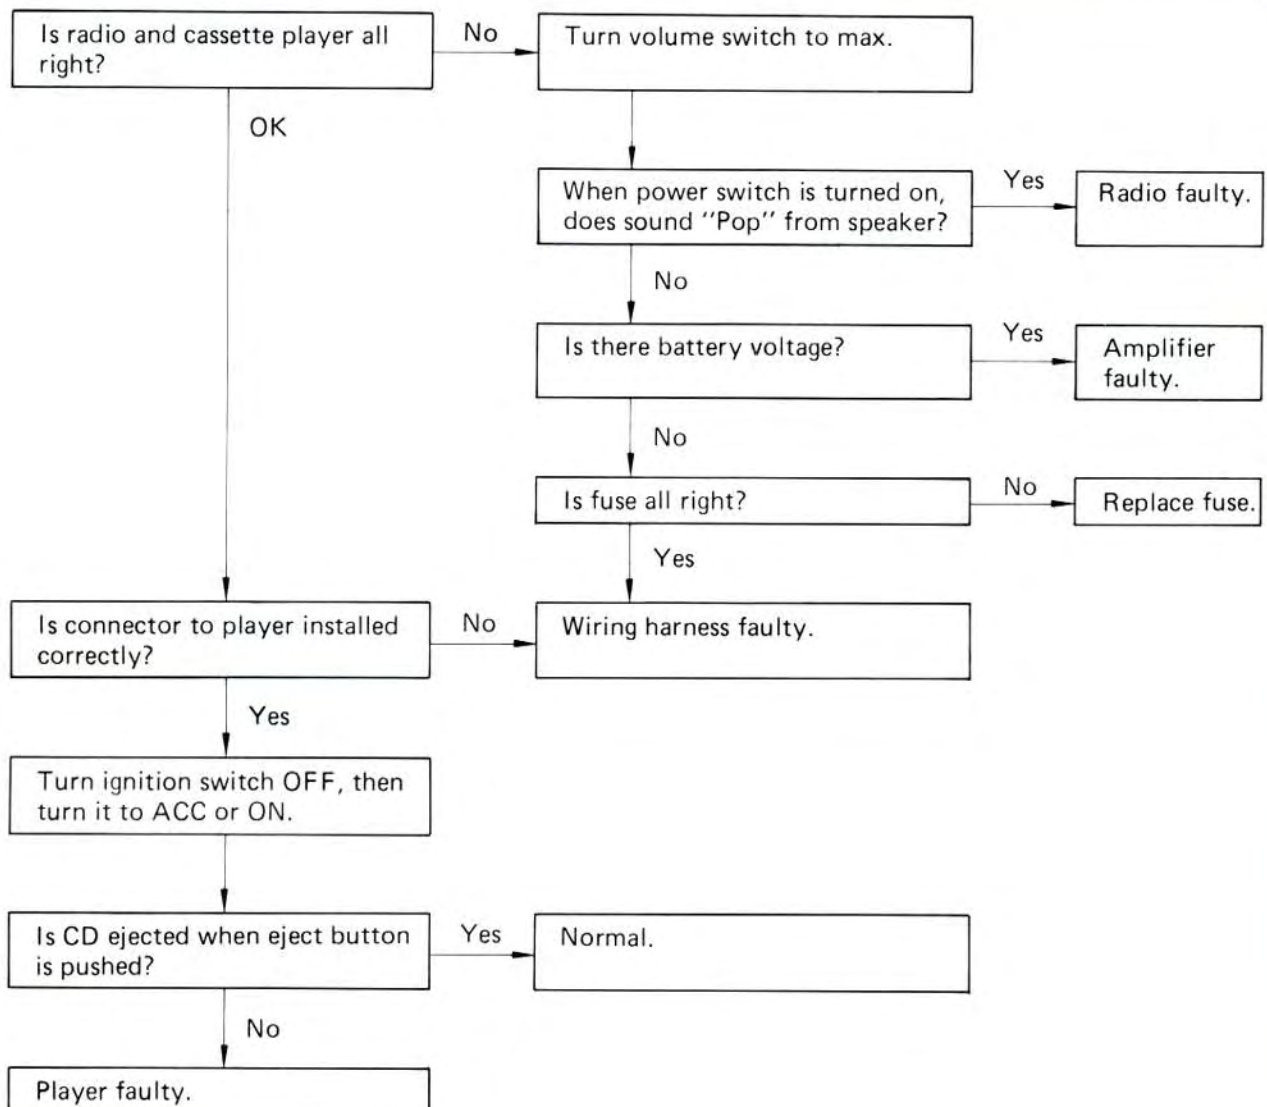 Is radio and cassette player all
right?
No
Turn volume switch to max.
OK
When power switch is turned on,
does sound "Pop" from speaker?
Yes
Radio faulty.
No
Is there battery voltage?
Yes
Amplifier
faulty.
No
Is fuse all right?
No
Replace fuse.
Yes
Is connector to player installed
correctly?
No
Wiring harness faulty.
Yes
Turn ignition switch OFF, then
turn it to ACC or ON.
Is CD ejected when eject button
is pushed?
Yes
Normal.
No
Player faulty.